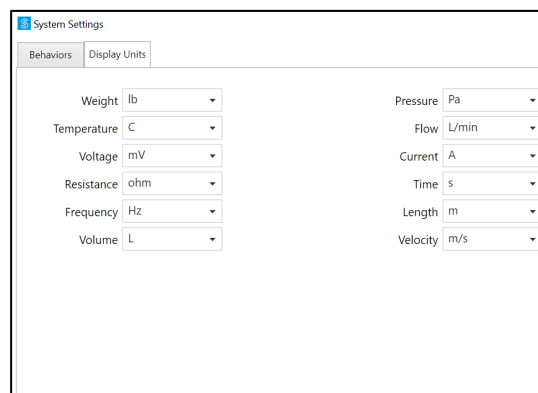 System Settings
Behaviors Display Units
Weight lb Pressure Pa
Temperature C Flow L/min
Voltage mV Current A
Resistance ohm Time s
Frequency Hz Length m
Volume L Velocity m/s